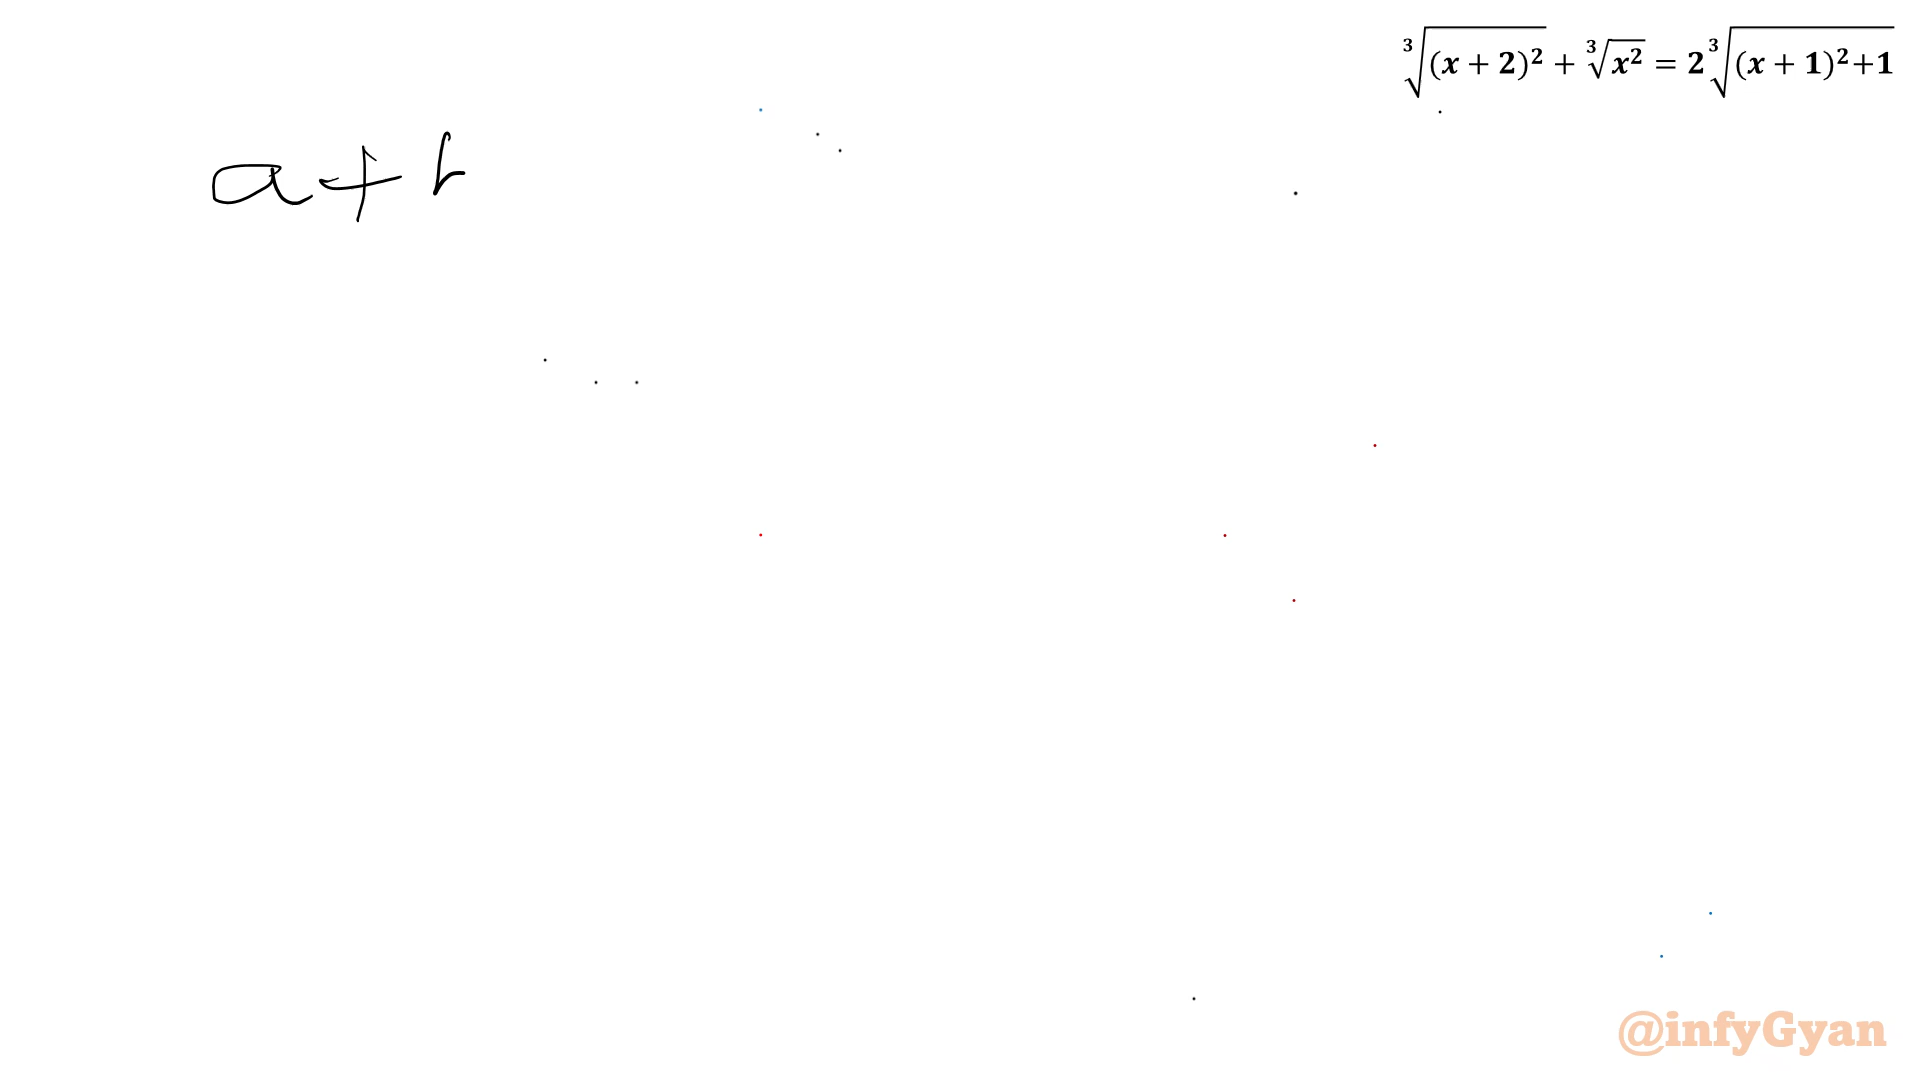 ∛(x + 2)² + ∛x² = 2∛(x + 1)²+1
a+
@infyGyan